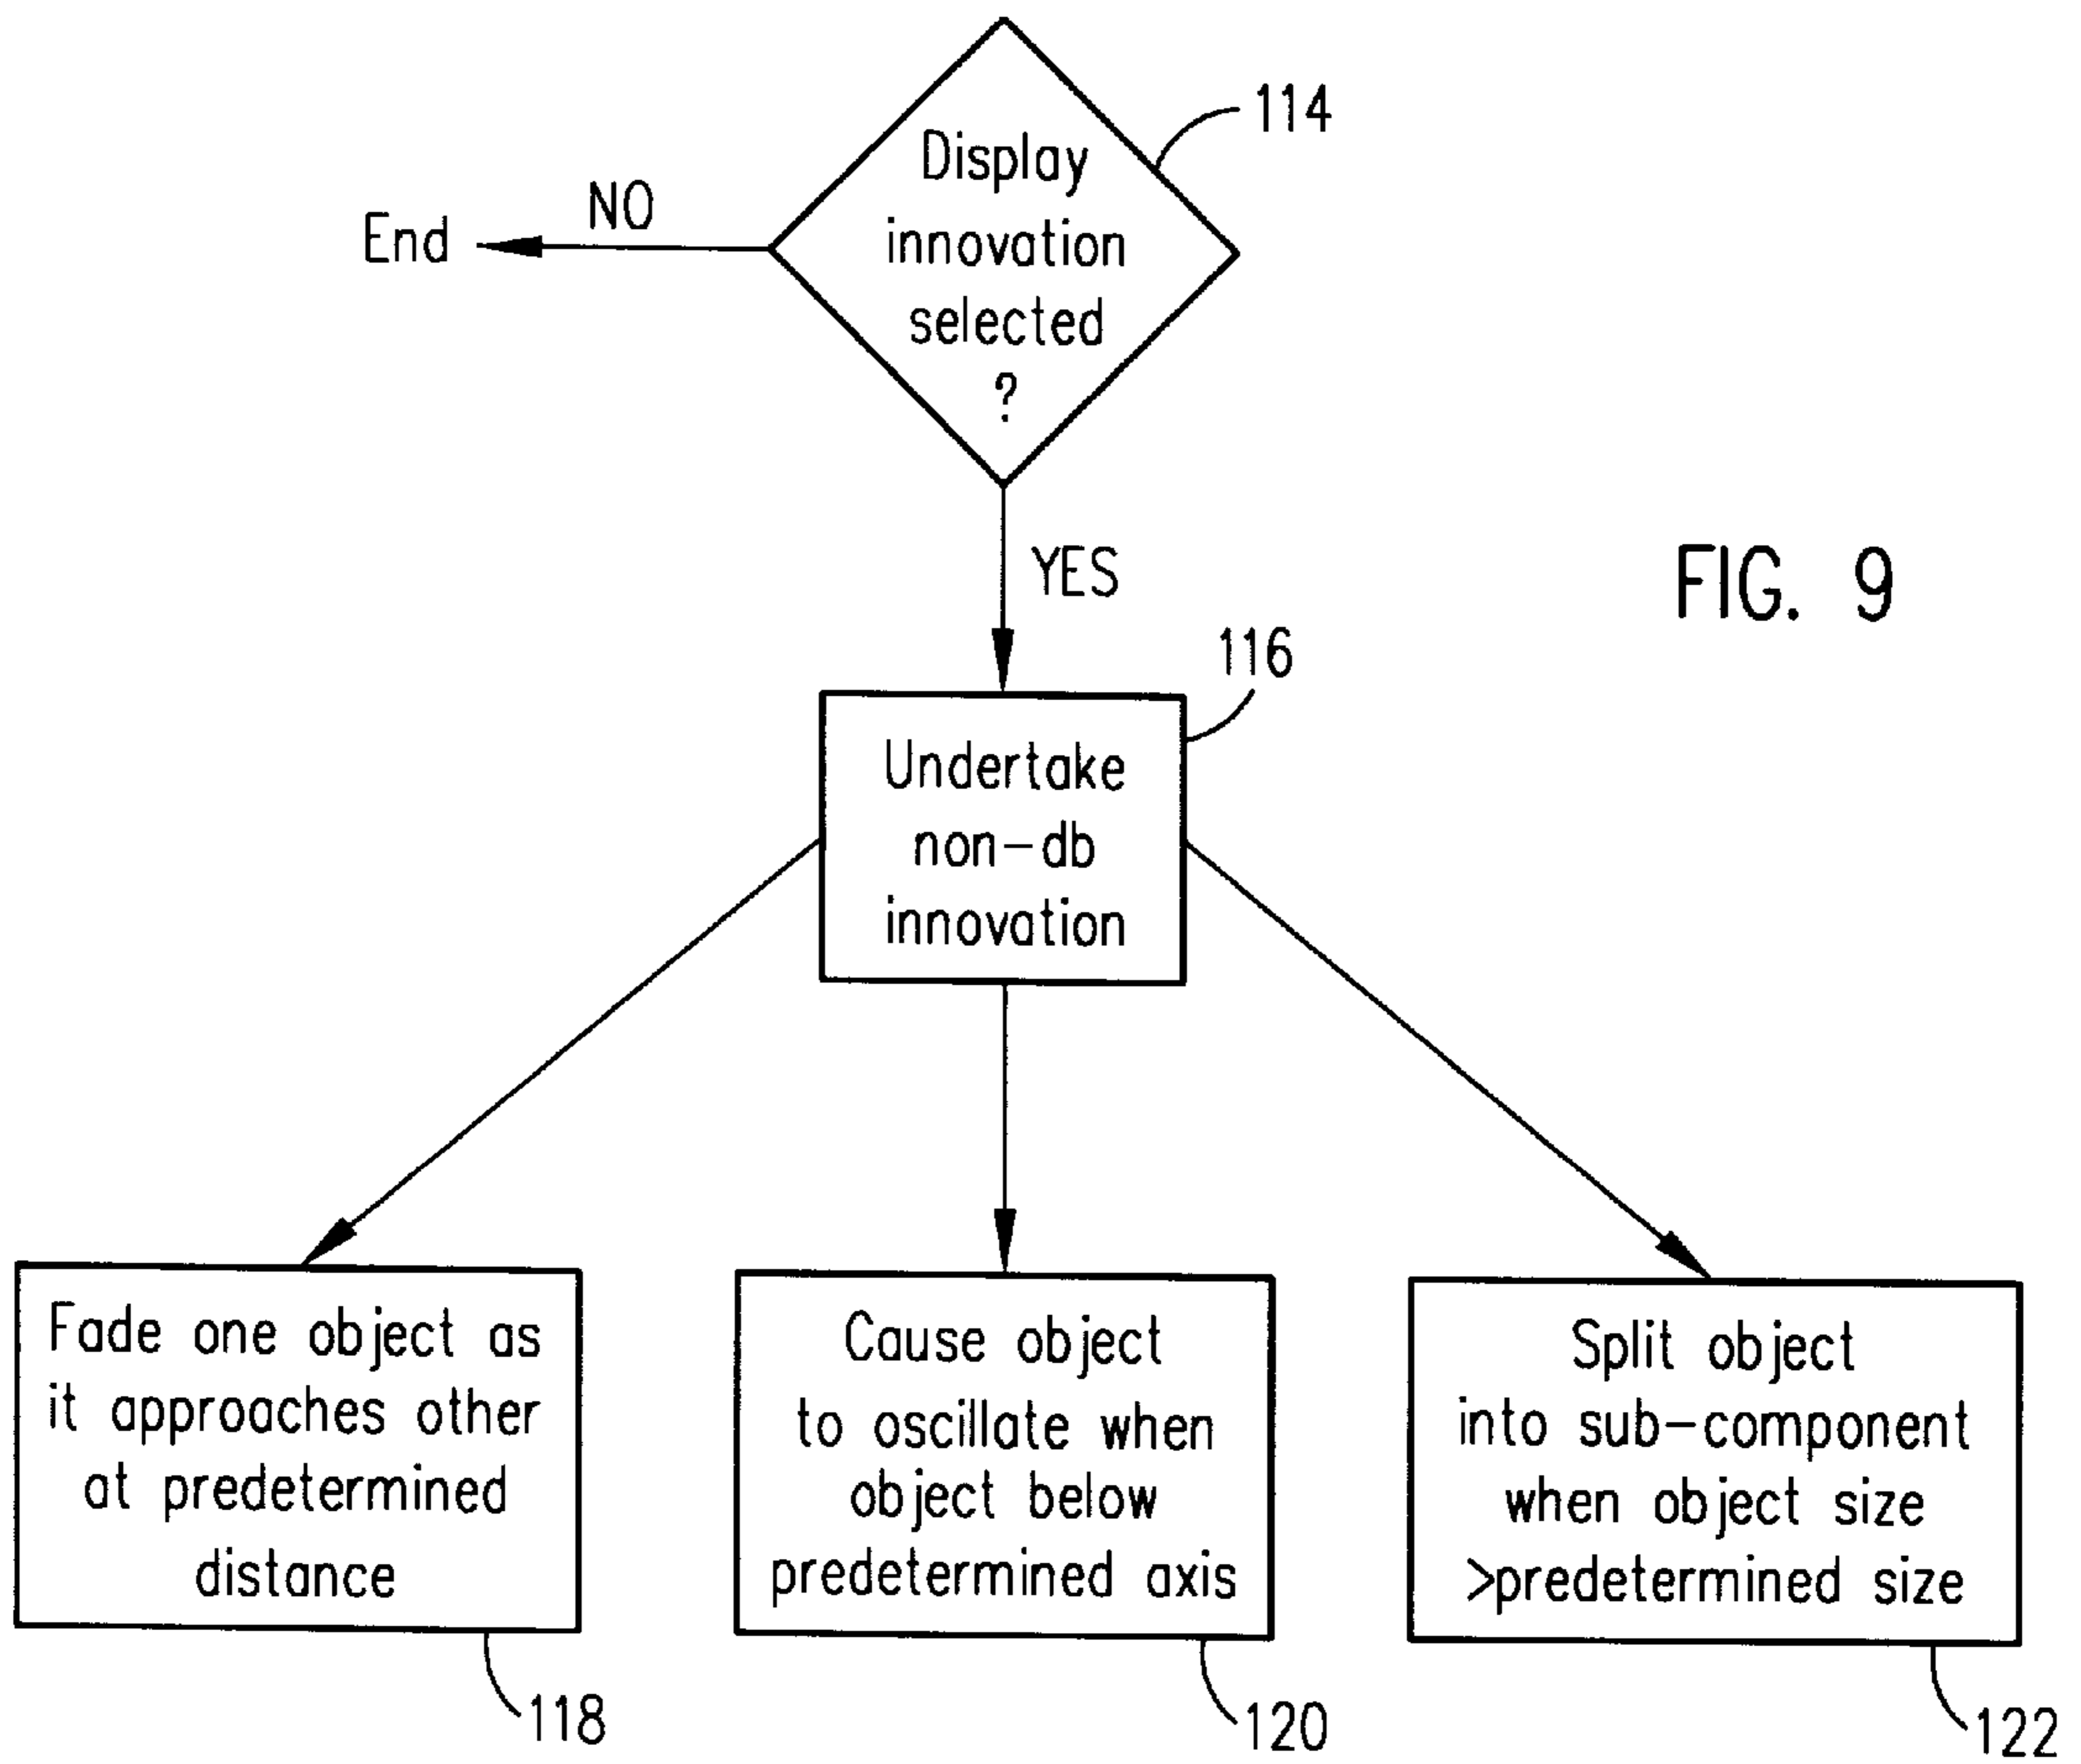 114
Display
innovation
selected
?
NO
End
YES
FIG. 9
116
Undertake
non-db
innovation
Fade one object as
it approaches other
at predetermined
distance
118
Cause object
to oscillate when
object below
predetermined axis
120
Split object
into sub-component
when object size
>predetermined size
122